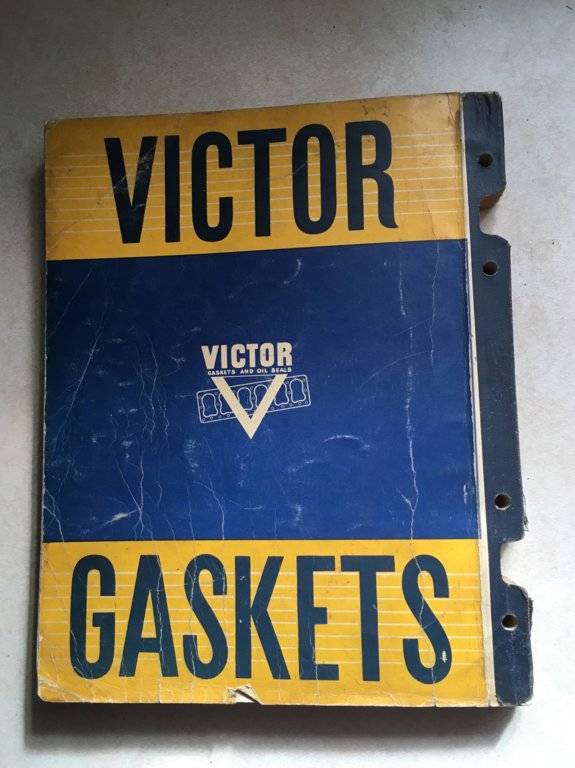 VICTOR
VICTOR
GASKETS AND OIL SEALS
GASKETS